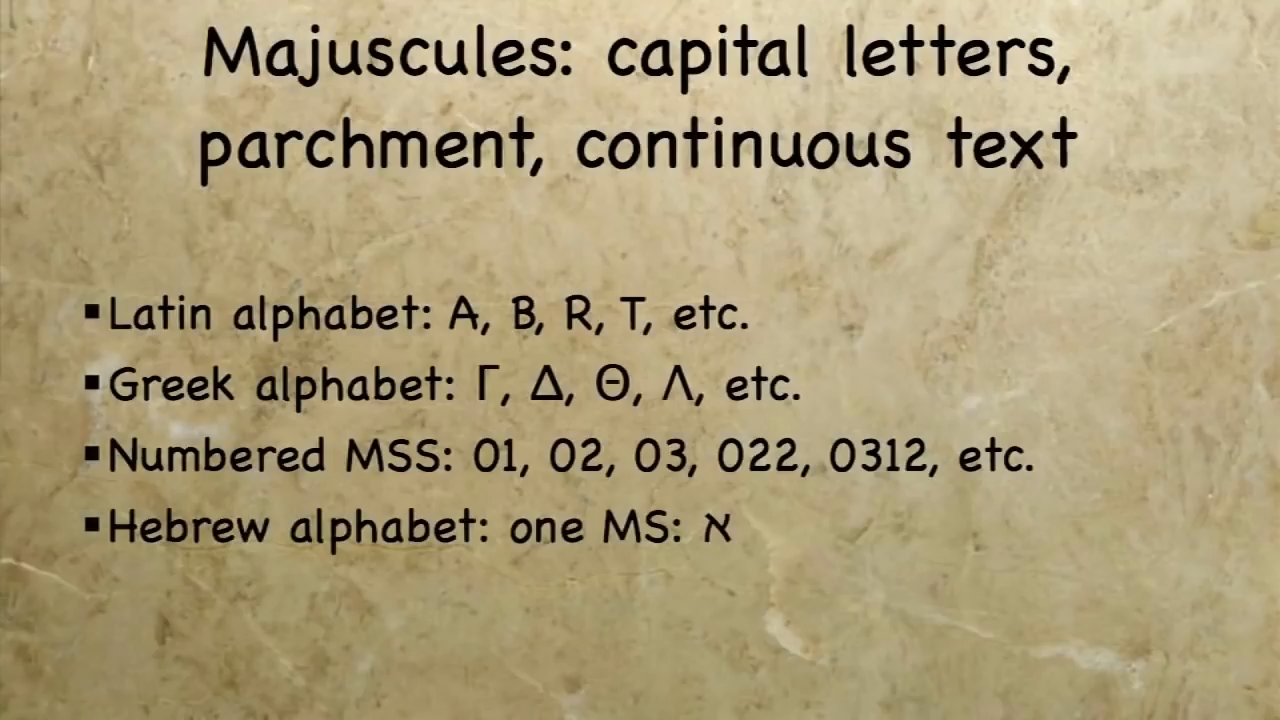 Majuscules: capital letters,
parchment, continuous text
▪Latin alphabet: A, B, R, T, etc.
▪Greek alphabet: Γ, Δ, Θ, Λ, etc.
▪Numbered MSS: 01, 02, 03, 022, 0312, etc.
▪Hebrew alphabet: one MS: א